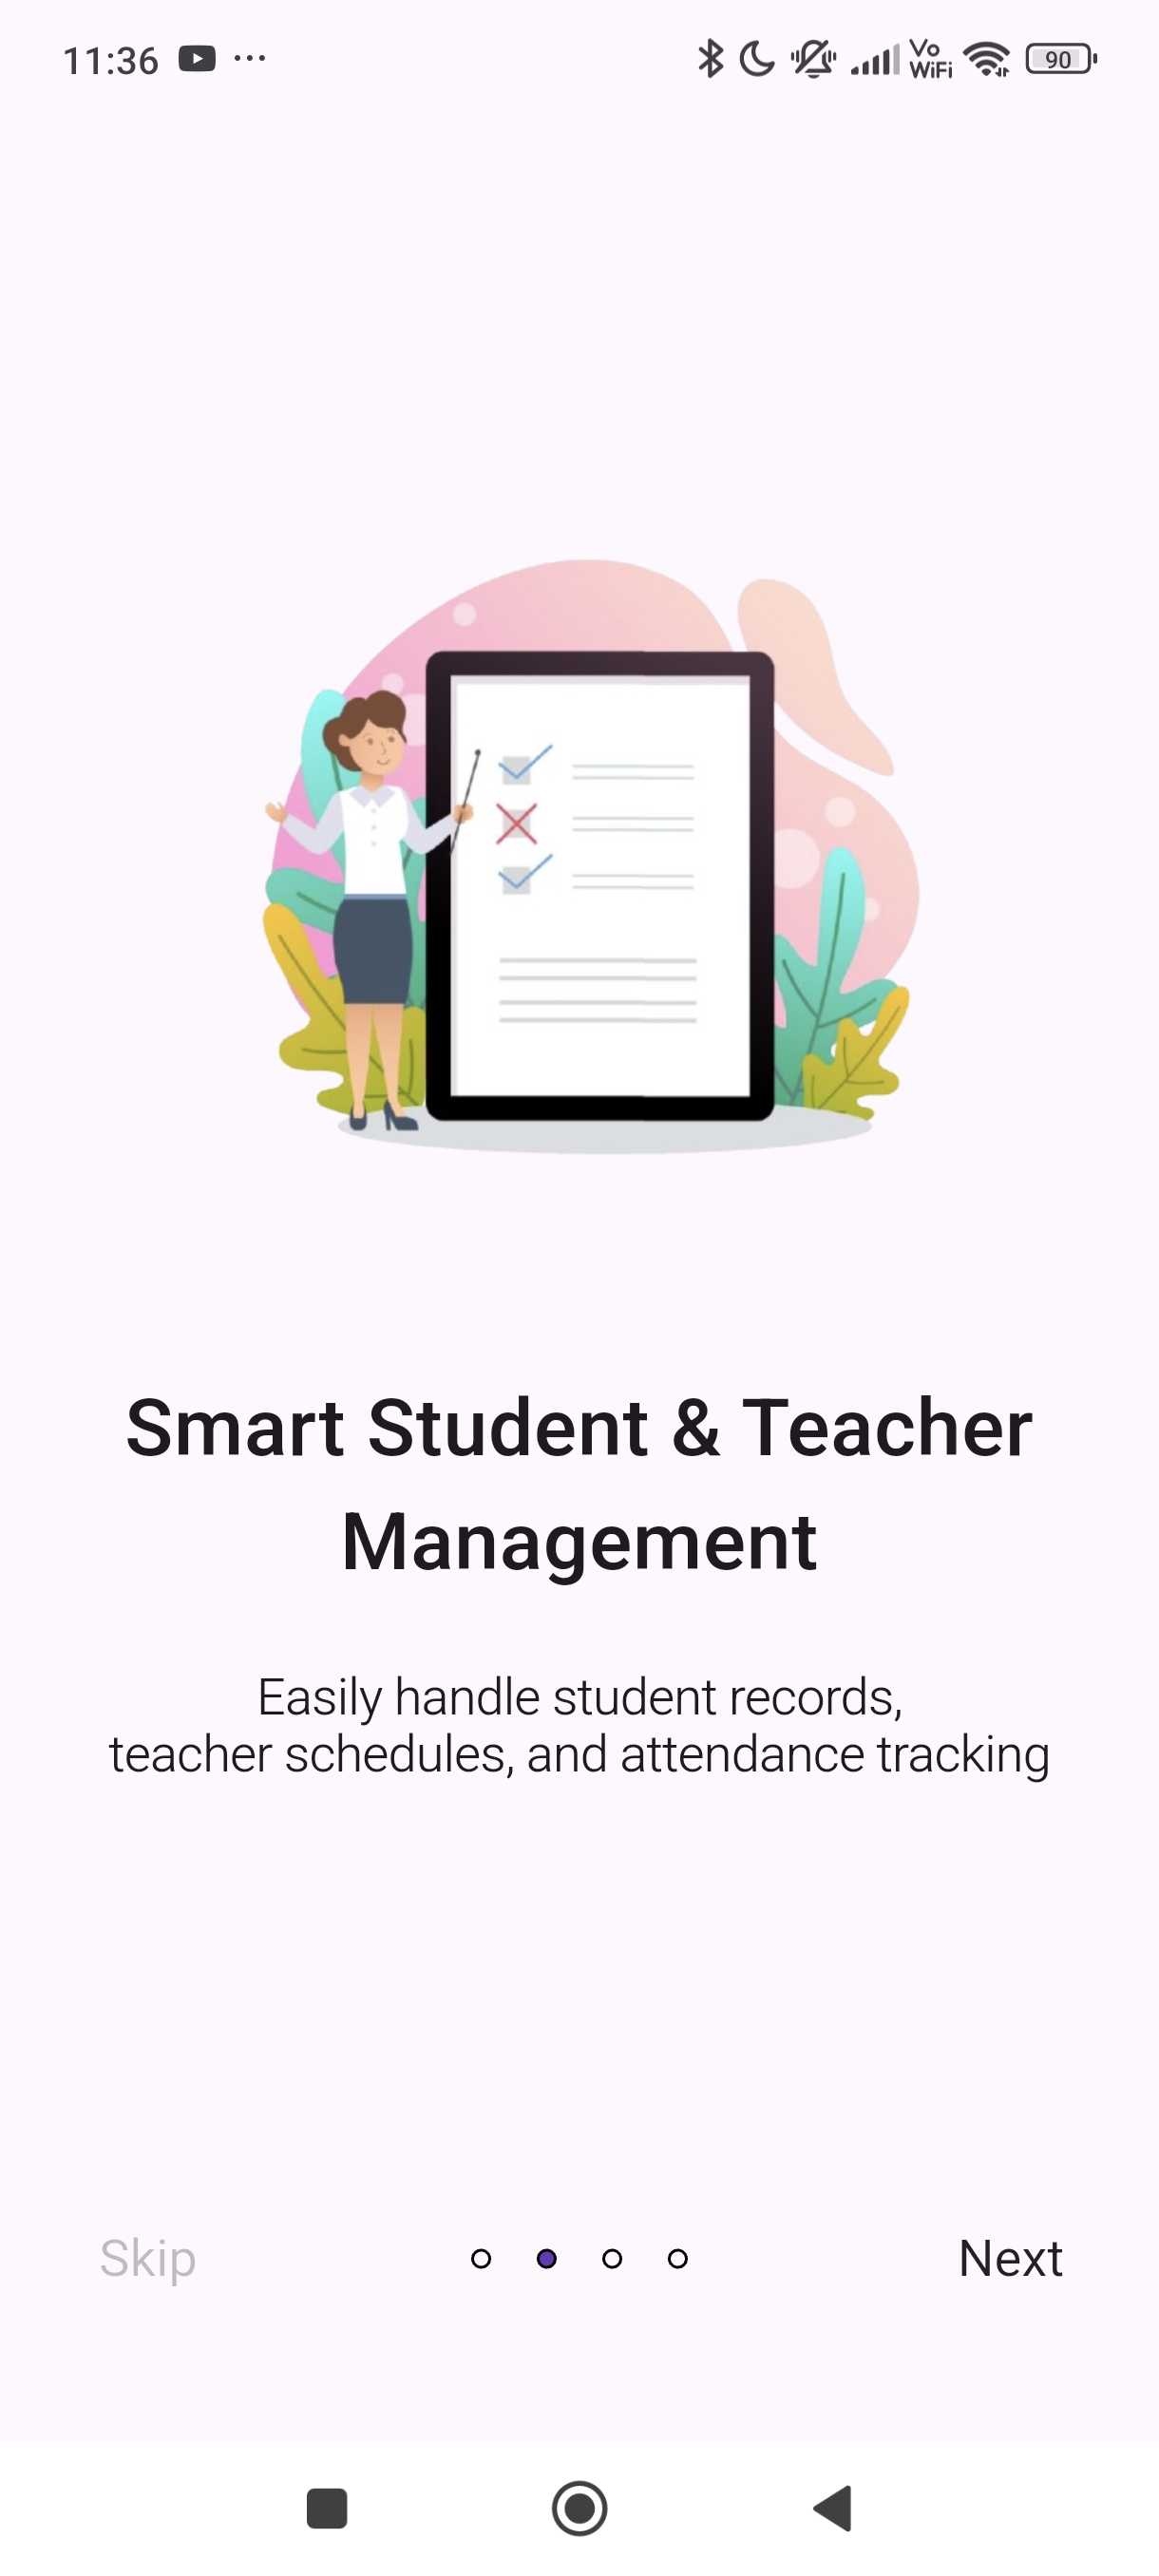 11:36
Vo
WiFi
90
Smart Student & Teacher
Management
Easily handle student records,
teacher schedules, and attendance tracking
Skip
Next